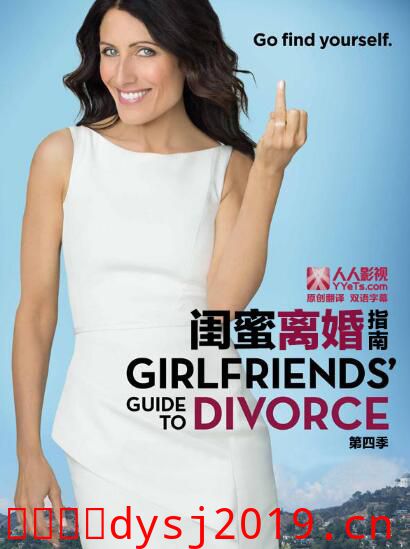 Go find yourself.
人人影视
YYeTs.com
原创翻译 双语字幕
闺蜜离婚指南
GIRLFRIENDS'
GUIDE TO DIVORCE
第四季
dysj2019.cn